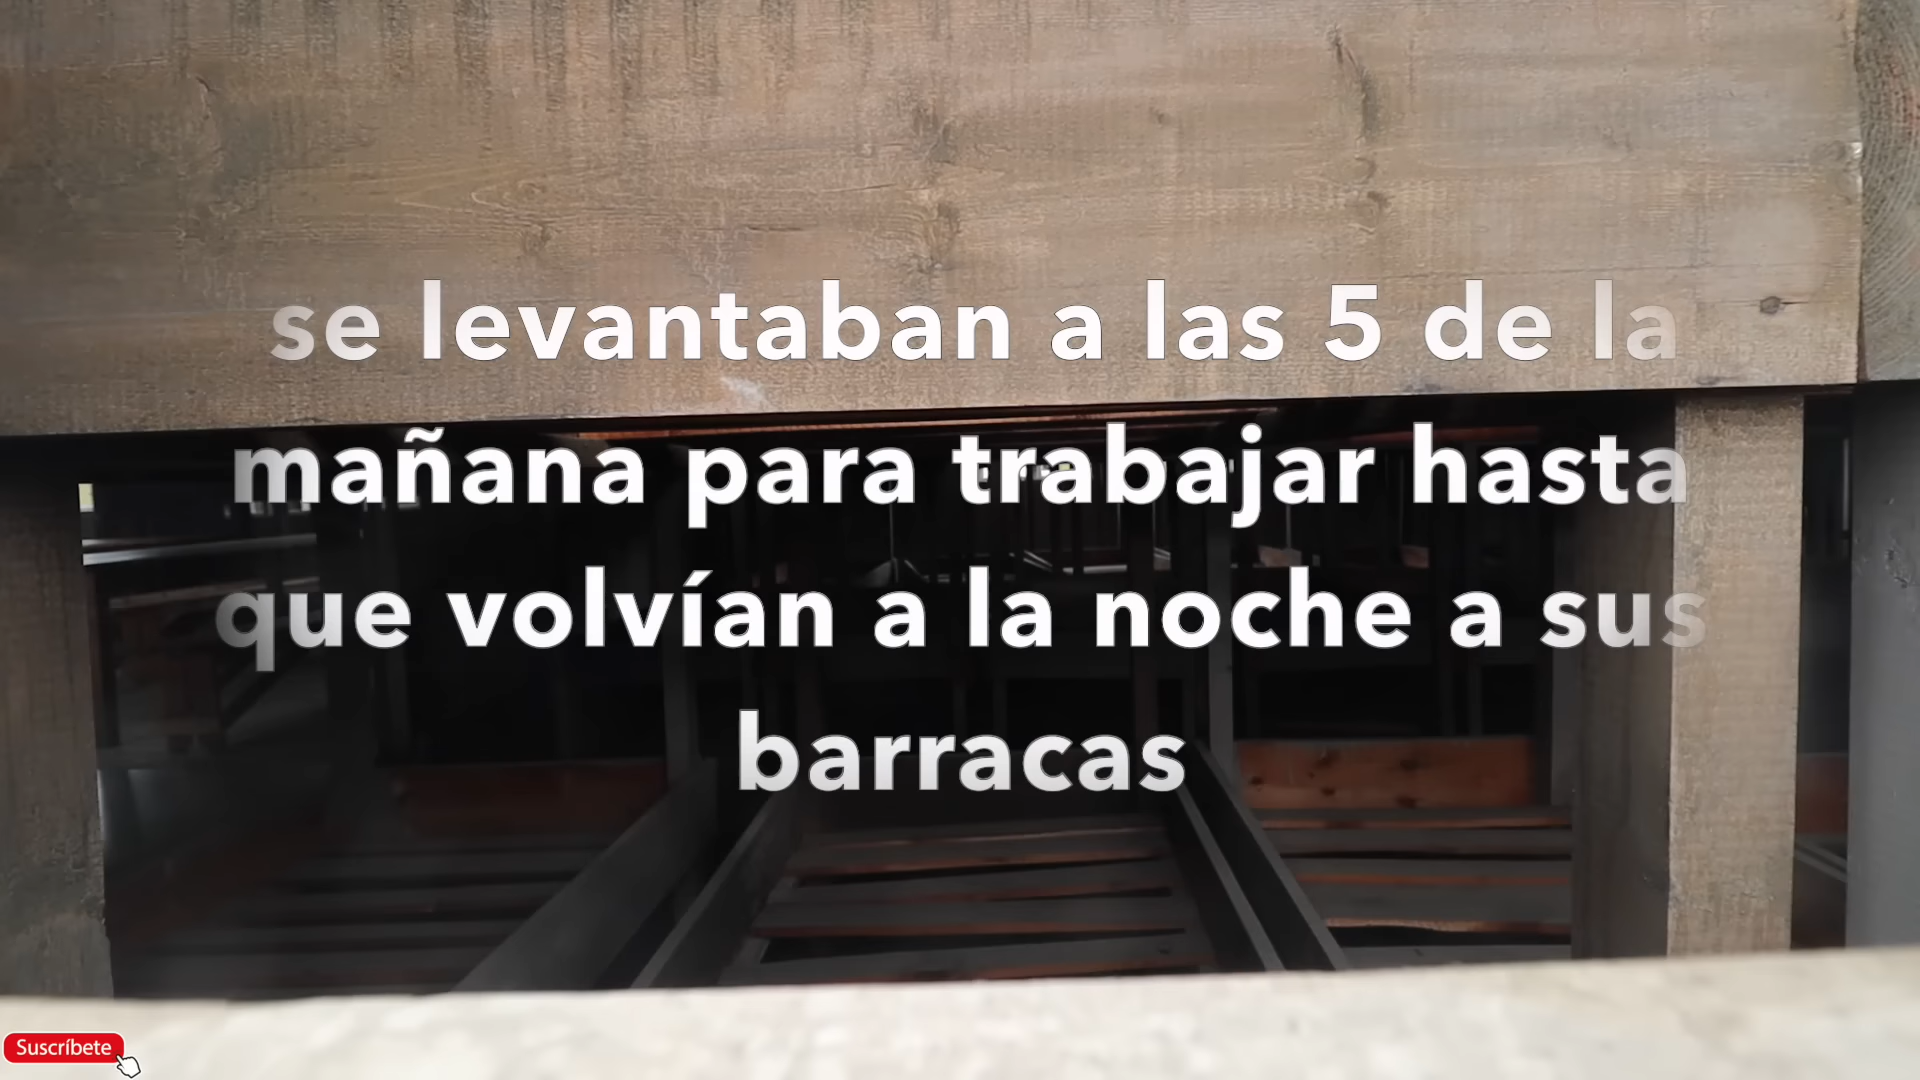 se levantaban a las 5 de la
mañana para trabajar hasta
que volvían a la noche a sus
barracas
Suscríbete